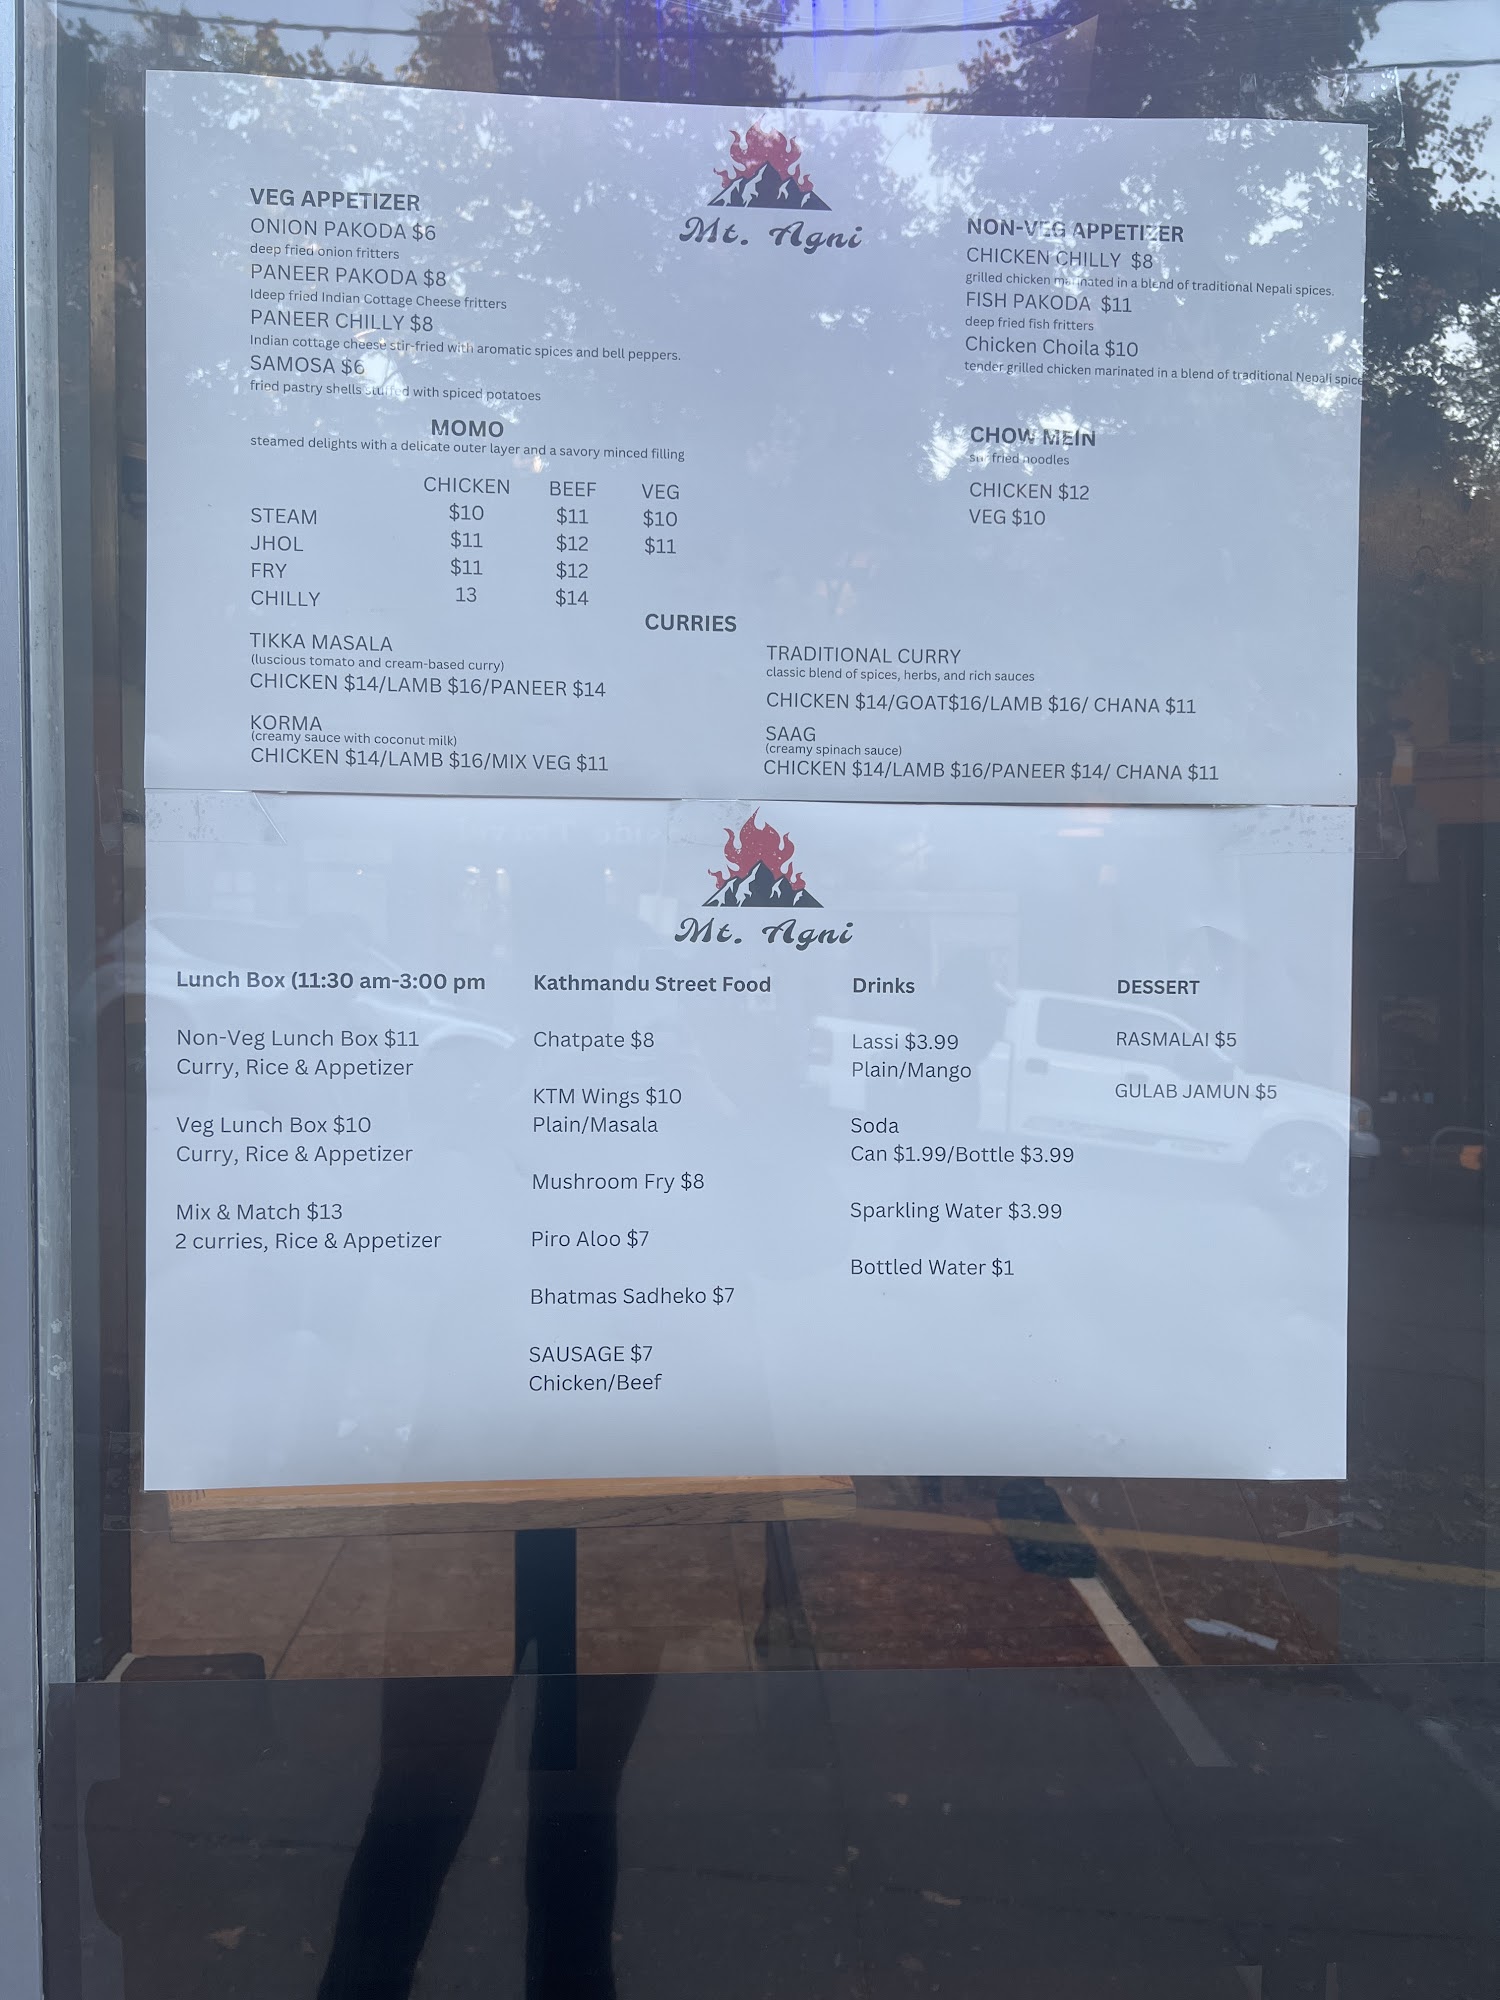 Mt. Agni
VEG APPETIZER
ONION PAKODA $6
deep fried onion fritters
PANEER PAKODA $8
Ideep fried Indian Cottage Cheese fritters
PANEER CHILLY $8
Indian cottage cheese stir-fried with aromatic spices and bell peppers.
SAMOSA $6
fried pastry shells stuffed with spiced potatoes
NON-VEG APPETIZER
CHICKEN CHILLY $8
grilled chicken marinated in a blend of traditional Nepali spices.
FISH PAKODA $11
deep fried fish fritters
Chicken Choila $10
tender grilled chicken marinated in a blend of traditional Nepali spice
MOMO
steamed delights with a delicate outer layer and a savory minced filling
CHICKEN BEEF VEG
STEAM $10 $11 $10
JHOL $11 $12 $11
FRY $11 $12
CHILLY 13 $14
CHOW MEIN
stir fried noodles
CHICKEN $12
VEG $10
CURRIES
TIKKA MASALA
(luscious tomato and cream-based curry)
CHICKEN $14/LAMB $16/PANEER $14
KORMA
(creamy sauce with coconut milk)
CHICKEN $14/LAMB $16/MIX VEG $11
TRADITIONAL CURRY
classic blend of spices, herbs, and rich sauces
CHICKEN $14/GOAT$16/LAMB $16/ CHANA $11
SAAG
(creamy spinach sauce)
CHICKEN $14/LAMB $16/PANEER $14/ CHANA $11
Mt. Agni
Lunch Box (11:30 am-3:00 pm
Non-Veg Lunch Box $11
Curry, Rice & Appetizer
Veg Lunch Box $10
Curry, Rice & Appetizer
Mix & Match $13
2 curries, Rice & Appetizer
Kathmandu Street Food
Chatpate $8
KTM Wings $10
Plain/Masala
Mushroom Fry $8
Piro Aloo $7
Bhatmas Sadheko $7
SAUSAGE $7
Chicken/Beef
Drinks
Lassi $3.99
Plain/Mango
Soda
Can $1.99/Bottle $3.99
Sparkling Water $3.99
Bottled Water $1
DESSERT
RASMALAI $5
GULAB JAMUN $5